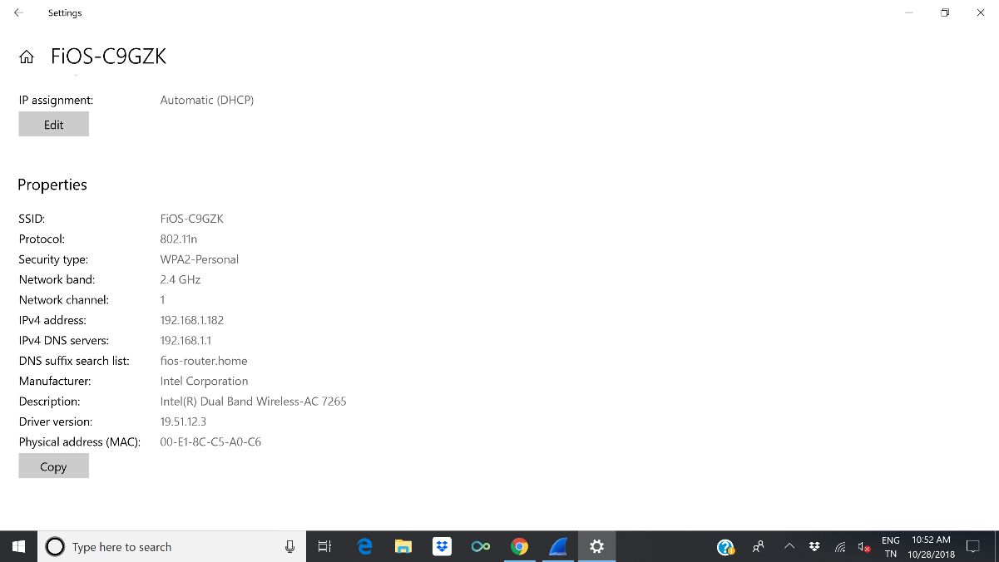 Settings
FiOS-C9GZK
IP assignment: Automatic (DHCP)
Edit
Properties
SSID: FiOS-C9GZK
Protocol: 802.11n
Security type: WPA2-Personal
Network band: 2.4 GHz
Network channel: 1
IPv4 address: 192.168.1.182
IPv4 DNS servers: 192.168.1.1
DNS suffix search list: fios-router.home
Manufacturer: Intel Corporation
Description: Intel(R) Dual Band Wireless-AC 7265
Driver version: 19.51.12.3
Physical address (MAC): 00-E1-8C-C5-A0-C6
Copy
Type here to search
ENG 10:52 AM
TN 10/28/2018